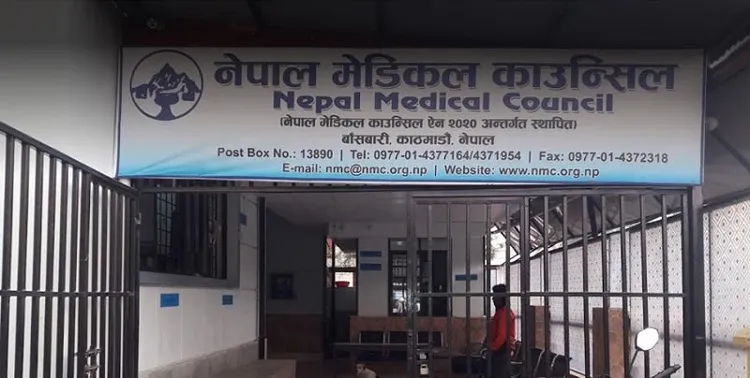 नेपाल मेडिकल काउन्सिल
Nepal Medical Council
(नेपाल मेडिकल काउन्सिल ऐन २०२० अन्तर्गत स्थापित)
बाँसबारी, काठमाडौं, नेपाल
Post Box No.: 13890 | Tel: 0977-01-4377164/4371954 | Fax: 0977-01-4372318
E-mail: nmc@nmc.org.np | Website: www.nmc.org.np